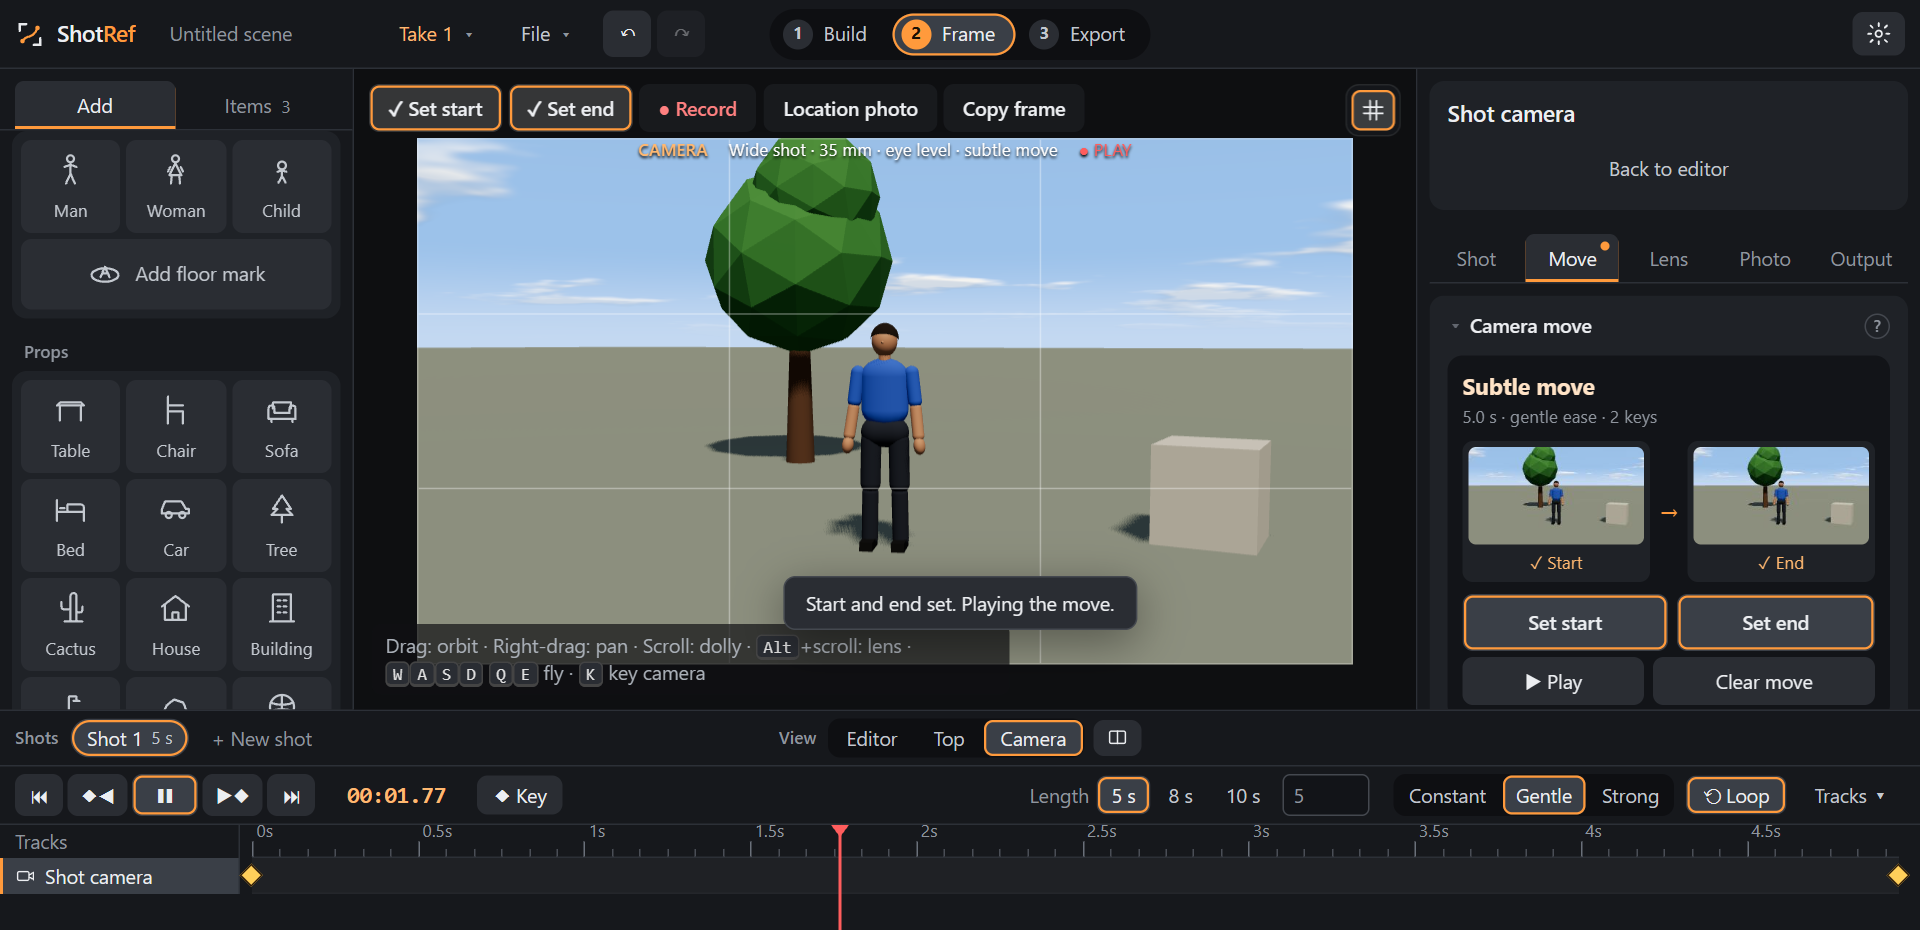 ShotRef
Untitled scene
Take 1
File
1 Build
2 Frame
3 Export
Add
Items 3
Man
Woman
Child
Add floor mark
Props
Table
Chair
Sofa
Bed
Car
Tree
Cactus
House
Building
✓ Set start
✓ Set end
● Record
Location photo
Copy frame
CAMERA Wide shot · 35 mm · eye level · subtle move ● PLAY
Start and end set. Playing the move.
Drag: orbit · Right-drag: pan · Scroll: dolly · Alt +scroll: lens ·
W A S D Q E fly · K key camera
Shot camera
Back to editor
Shot
Move
Lens
Photo
Output
Camera move
?
Subtle move
5.0 s · gentle ease · 2 keys
→
✓ Start
✓ End
Set start
Set end
▶ Play
Clear move
Shots
Shot 1 5 s
+ New shot
View
Editor
Top
Camera
00:01.77
◆ Key
Length
5 s
8 s
10 s
5
Constant
Gentle
Strong
Loop
Tracks ▼
Tracks
0s 0.5s 1s 1.5s 2s 2.5s 3s 3.5s 4s 4.5s
Shot camera